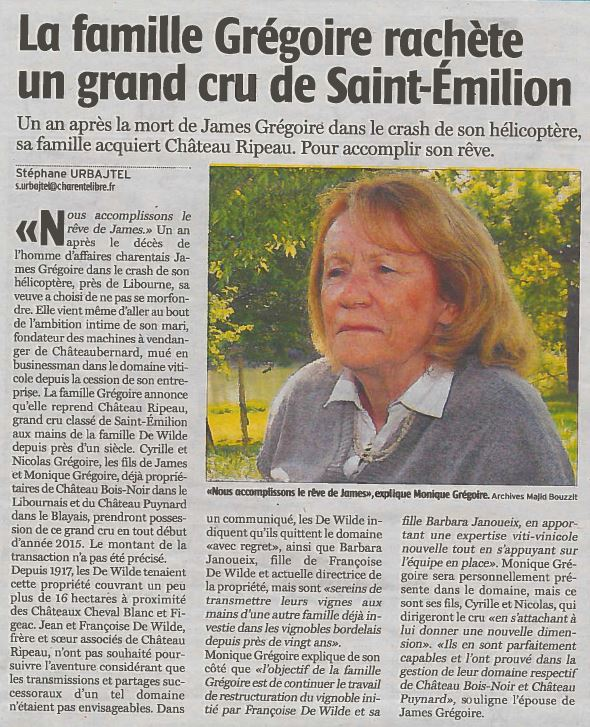 La famille Grégoire rachète
un grand cru de Saint-Émilion
Un an après la mort de James Grégoire dans le crash de son hélicoptère,
sa famille acquiert Château Ripeau. Pour accomplir son rêve.
Stéphane URBAJTEL
s.urbajtel@charentelibre.fr
«Nous accomplissons le
rêve de James.» Un an
après le décès de
l'homme d'affaires charentais Ja-
mes Grégoire dans le crash de son
hélicoptère, près de Libourne, sa
veuve a choisi de ne pas se morfon-
dre. Elle vient même d'aller au bout
de l'ambition intime de son mari,
fondateur des machines à vendan-
ger de Châteaubernard, mué en
businessman dans le domaine viti-
cole depuis la cession de son entre-
prise. La famille Grégoire annonce
qu'elle reprend Château Ripeau,
grand cru classé de Saint-Émilion
aux mains de la famille De Wilde
depuis près d'un siècle. Cyrille et
Nicolas Grégoire, les fils de James
et Monique Grégoire, déjà proprié-
taires de Château Bois-Noir dans le
Libournais et du Château Puynard
dans le Blayais, prendront posses-
sion de ce grand cru en tout début
d'année 2015. Le montant de la
transaction n'a pas été précisé.
Depuis 1917, les De Wilde tenaient
cette propriété couvrant un peu
plus de 16 hectares à proximité
des Châteaux Cheval Blanc et Fi-
geac. Jean et Françoise De Wilde,
frère et sœur associés de Château
Ripeau, n'ont pas souhaité pour-
suivre l'aventure considérant que
les transmissions et partages suc-
cessoraux d'un tel domaine
n'étaient pas envisageables. Dans
«Nous accomplissons le rêve de James», explique Monique Grégoire. Archives Majid Bouzzit
un communiqué, les De Wilde in-
diquent qu'ils quittent le domaine
«avec regret», ainsi que Barbara
Janoueix, fille de Françoise
De Wilde et actuelle directrice de
la propriété, mais sont «sereins de
transmettre leurs vignes aux
mains d'une autre famille déjà in-
vestie dans les vignobles bordelais
depuis près de vingt ans».
Monique Grégoire explique de son
côté que «l'objectif de la famille
Grégoire est de continuer le travail
de restructuration du vignoble ini-
tié par Françoise De Wilde et sa
fille Barbara Janoueix, en appor-
tant une expertise viti-vinicole
nouvelle tout en s'appuyant sur
l'équipe en place». Monique Gré-
goire sera personnellement présen-
te dans le domaine, mais ce
sont ses fils, Cyrille et Nicolas, qui
dirigeront le cru «en s'attachant à
lui donner une nouvelle dimen-
sion». «Ils en sont parfaitement
capables et l'ont prouvé dans la
gestion de leur domaine respectif
de Château Bois-Noir et Château
Puynard», souligne l'épouse de
James Grégoire.